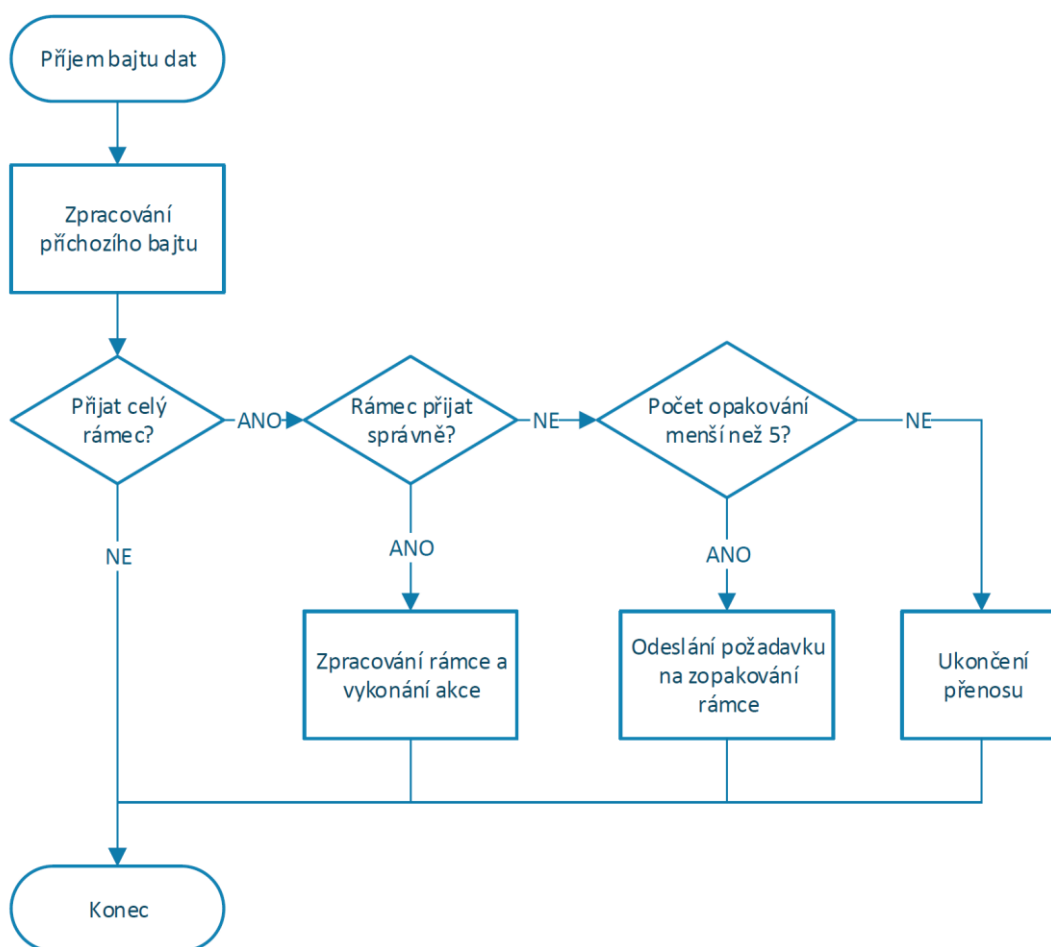 Příjem bajtu dat
Zpracování
příchozího bajtu
Přijat celý
rámec?
ANO
Rámec přijat
správně?
NE
Počet opakování
menší než 5?
NE
NE
ANO
ANO
Zpracování rámce a
vykonání akce
Odeslání požadavku
na zopakování
rámce
Ukončení
přenosu
Konec